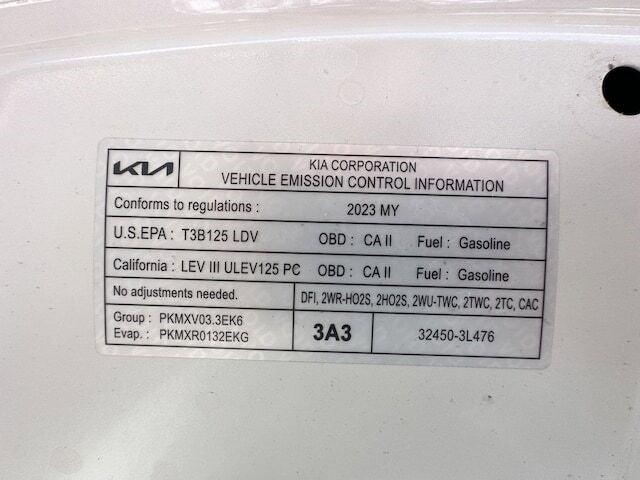 KIA
KIA CORPORATION
VEHICLE EMISSION CONTROL INFORMATION
Conforms to regulations : 2023 MY
U.S.EPA : T3B125 LDV OBD : CA II Fuel : Gasoline
California : LEV III ULEV125 PC OBD : CA II Fuel : Gasoline
No adjustments needed. DFI, 2WR-HO2S, 2HO2S, 2WU-TWC, 2TWC, 2TC, CAC
Group : PKMXV03.3EK6
Evap. : PKMXR0132EKG
3A3
32450-3L476